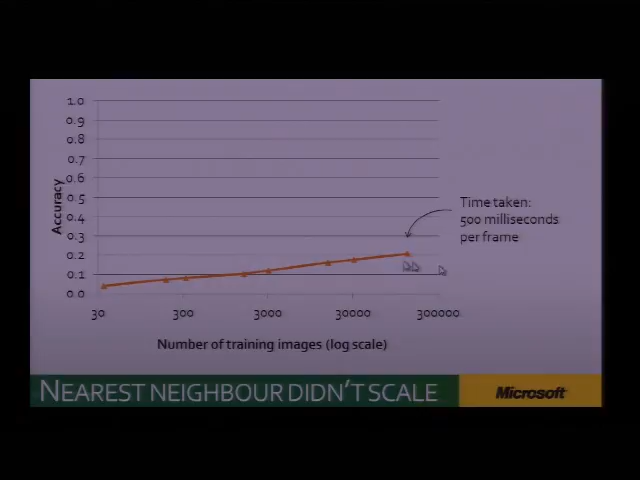 1.0
0.9
0.8
0.7
0.6
0.5
0.4
0.3
0.2
0.1
0.0
Accuracy
30
300
3000
30000
300000
Number of training images (log scale)
Time taken:
500 milliseconds
per frame
NEAREST NEIGHBOUR DIDN'T SCALE
Microsoft